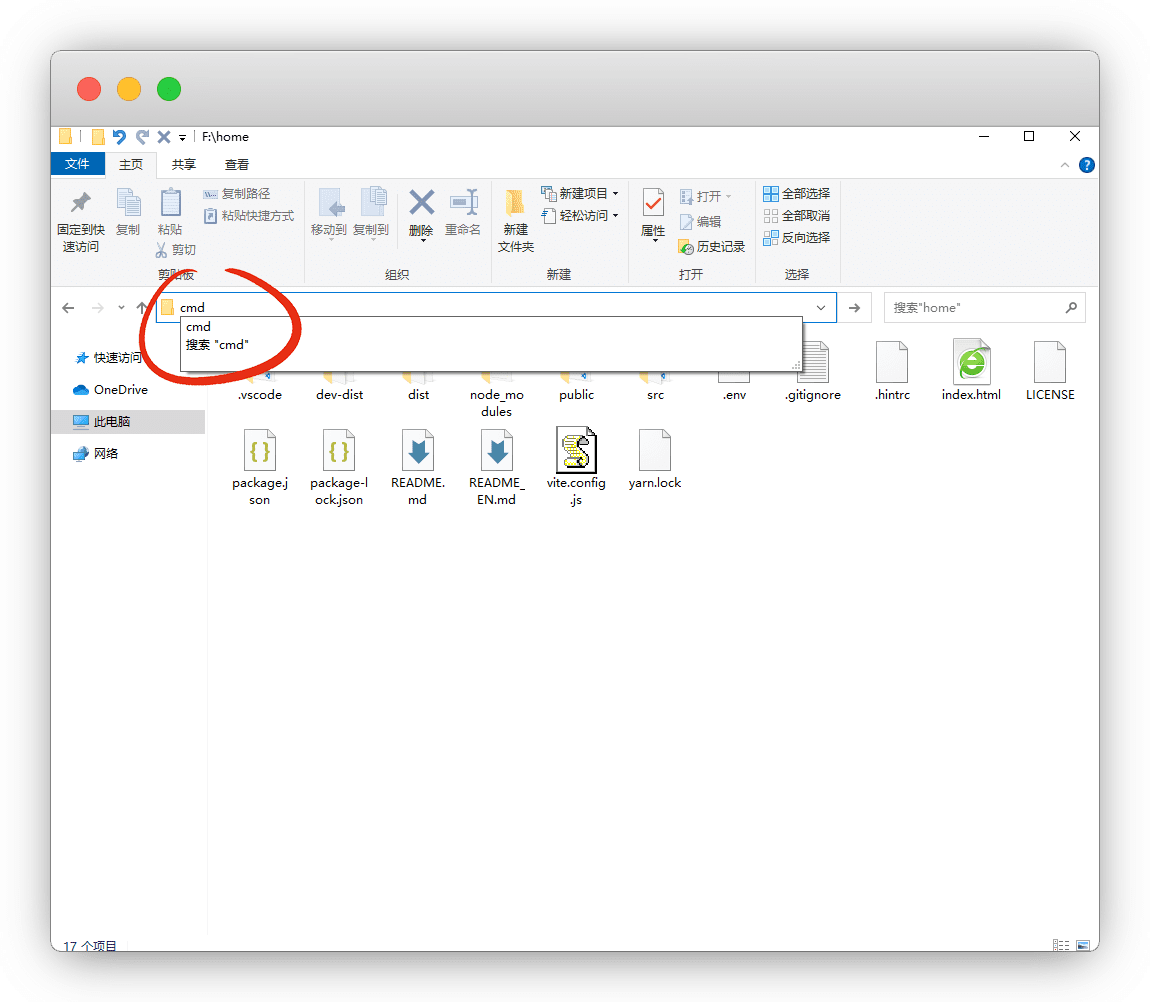 F:\home
文件 主页 共享 查看
固定到快速访问
复制
粘贴
复制路径
粘贴快捷方式
剪切
剪贴板
移动到
复制到
删除
重命名
组织
新建
文件夹
新建项目
轻松访问
新建
属性
打开
编辑
历史记录
打开
全部选择
全部取消
反向选择
选择
cmd
搜索"home"
cmd
搜索 "cmd"
快速访问
OneDrive
此电脑
网络
.vscode
dev-dist
dist
node_mo
dules
public
src
.env
.gitignore
.hintrc
index.html
LICENSE
package.j
son
package-l
ock.json
README.
md
README_
EN.md
vite.config
.js
yarn.lock
17 个项目